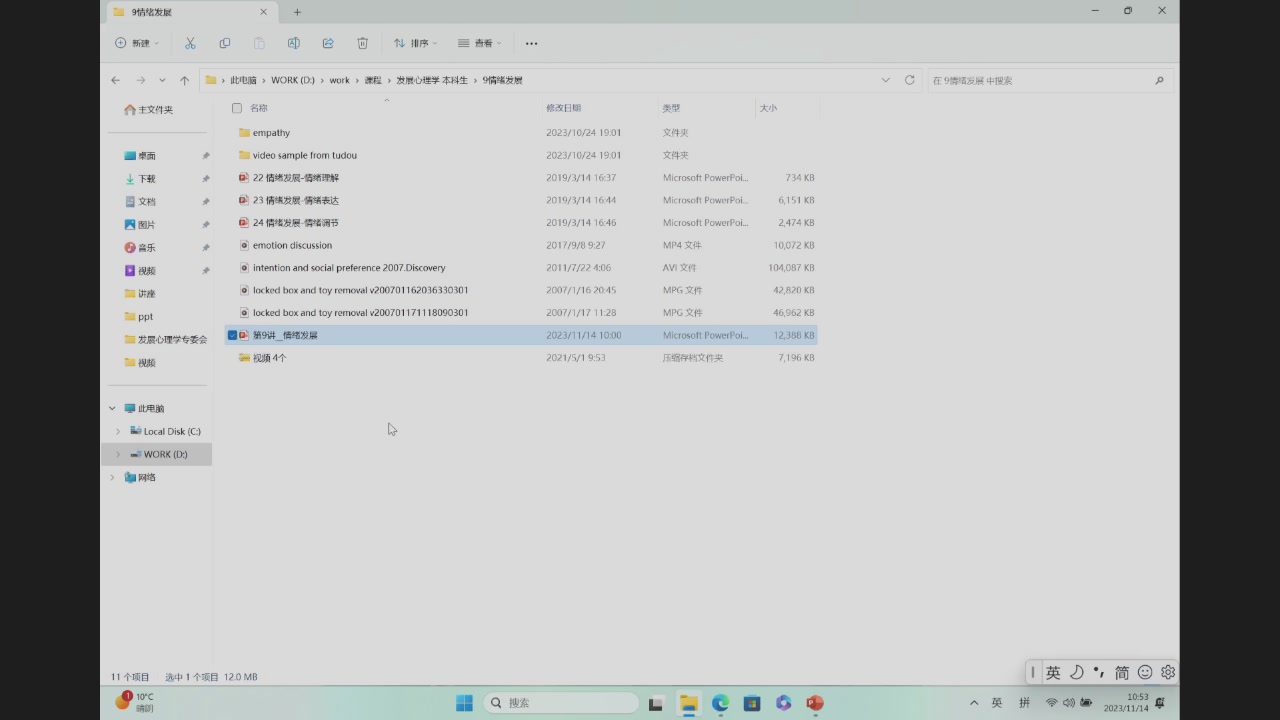 9情绪发展
新建
排序
查看
此电脑 › WORK (D:) › work › 课程 › 发展心理学 本科生 › 9情绪发展
在 9情绪发展 中搜索
主文件夹
桌面
下载
文档
图片
音乐
视频
讲座
ppt
发展心理学专委会
视频
此电脑
Local Disk (C:)
WORK (D:)
网络
名称 修改日期 类型 大小
empathy 2023/10/24 19:01 文件夹
video sample from tudou 2023/10/24 19:01 文件夹
22 情绪发展-情绪理解 2019/3/14 16:37 Microsoft PowerPoi... 734 KB
23 情绪发展-情绪表达 2019/3/14 16:44 Microsoft PowerPoi... 6,151 KB
24 情绪发展-情绪调节 2019/3/14 16:46 Microsoft PowerPoi... 2,474 KB
emotion discussion 2017/9/8 9:27 MP4 文件 10,072 KB
intention and social preference 2007.Discovery 2011/7/22 4:06 AVI 文件 104,087 KB
locked box and toy removal v200701162036330301 2007/1/16 20:45 MPG 文件 42,820 KB
locked box and toy removal v200701171118090301 2007/1/17 11:28 MPG 文件 46,962 KB
第9讲__情绪发展 2023/11/14 10:00 Microsoft PowerPoi... 12,388 KB
视频 4个 2021/5/1 9:53 压缩存档文件夹 7,196 KB
11 个项目 选中 1 个项目 12.0 MB
英 简
1
10°C
晴朗
搜索
英 拼
10:53
2023/11/14